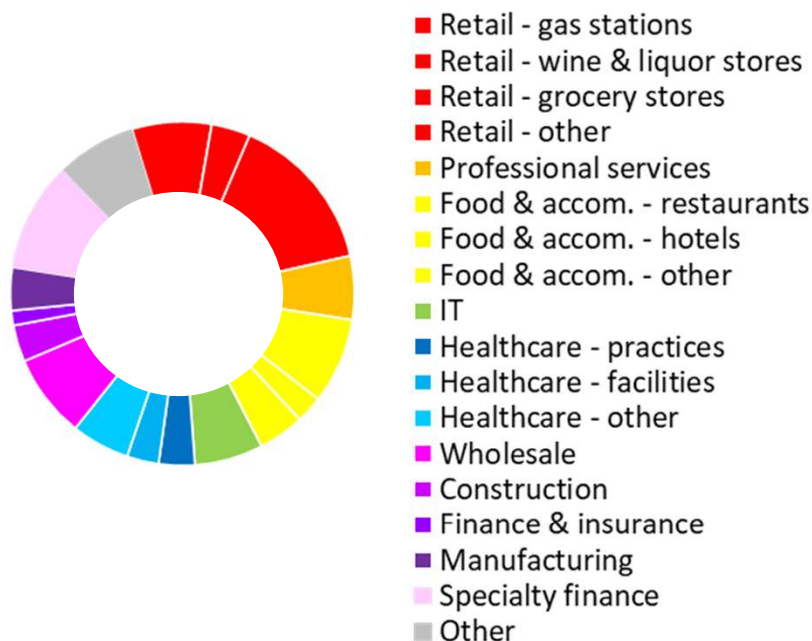 Retail - gas stations
Retail - wine & liquor stores
Retail - grocery stores
Retail - other
Professional services
Food & accom. - restaurants
Food & accom. - hotels
Food & accom. - other
IT
Healthcare - practices
Healthcare - facilities
Healthcare - other
Wholesale
Construction
Finance & insurance
Manufacturing
Specialty finance
Other